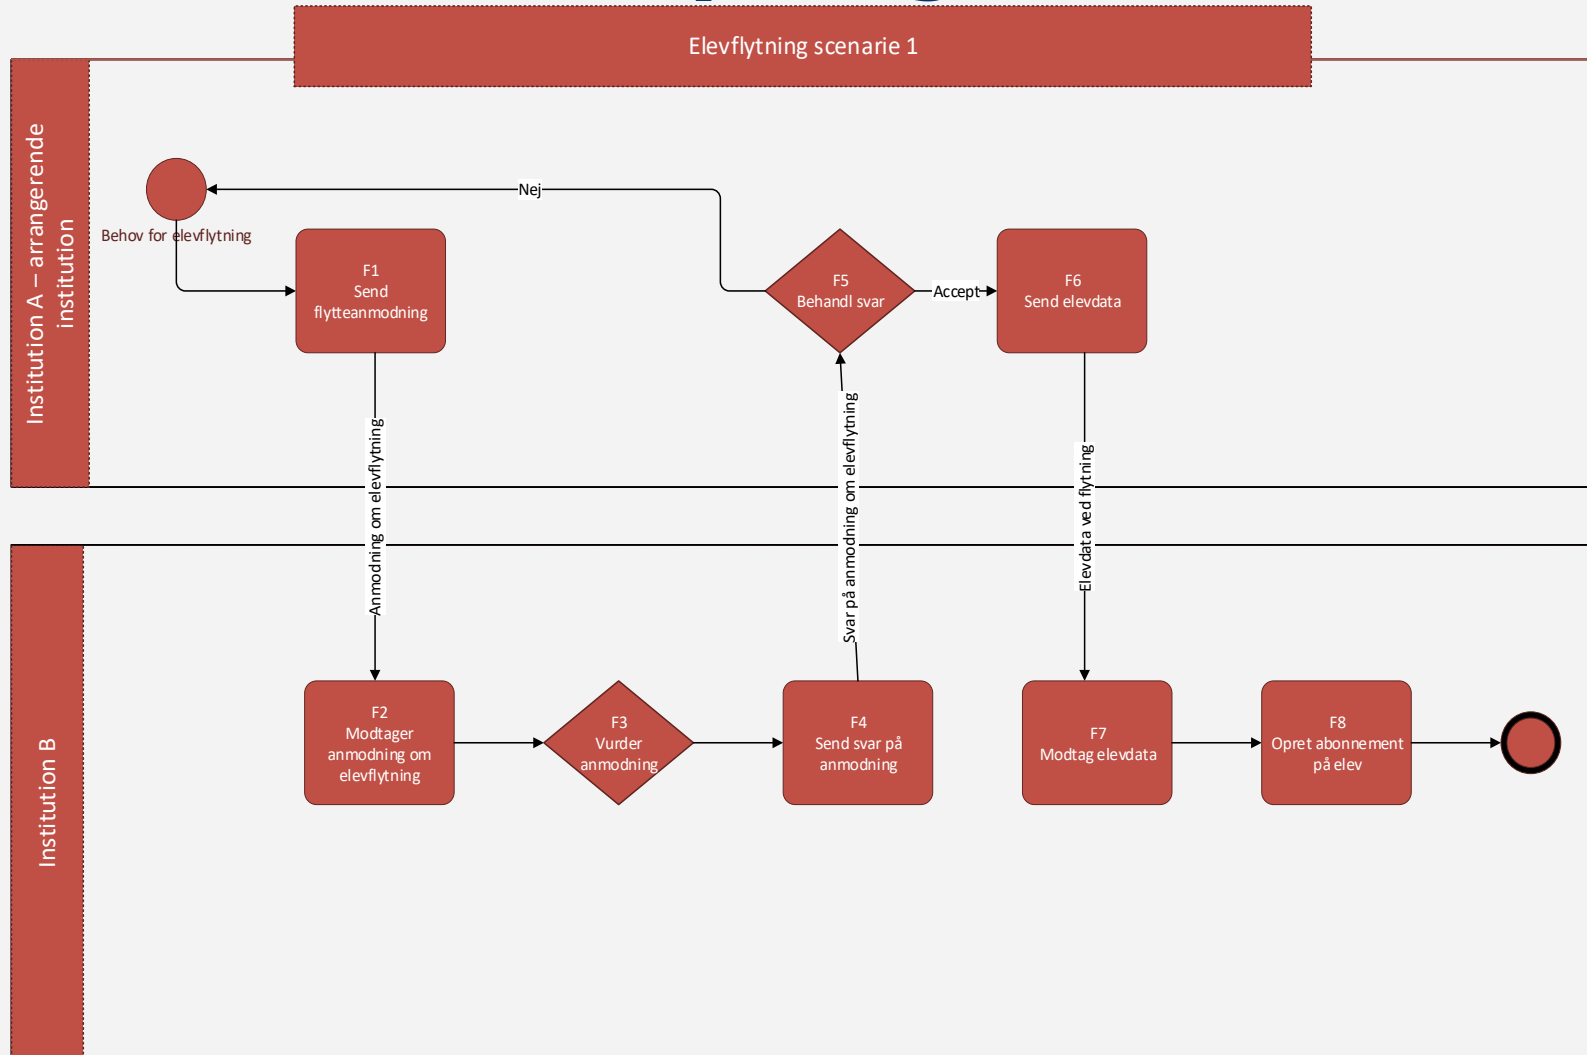 Elevflytning scenarie 1
Institution A – arrangerende
institution
Nej
Behov for elevflytning
F1
Send
flytteanmodning
F5
Behandl svar
Accept
F6
Send elevdata
Anmodning om elevflytning
Svar på anmodning om elevflytning
Elevdata ved flytning
Institution B
F2
Modtager
anmodning om
elevflytning
F3
Vurder
anmodning
F4
Send svar på
anmodning
F7
Modtag elevdata
F8
Opret abonnement
på elev